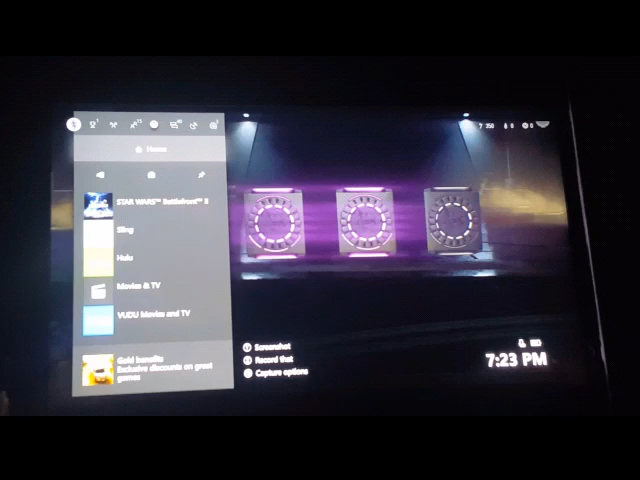 Home
STAR WARS™ Battlefront™ II
Sling
Hulu
Movies & TV
VUDU Movies and TV
Gold benefits
Exclusive discounts on great
games
Screenshot
Record that
Capture options
7:23 PM